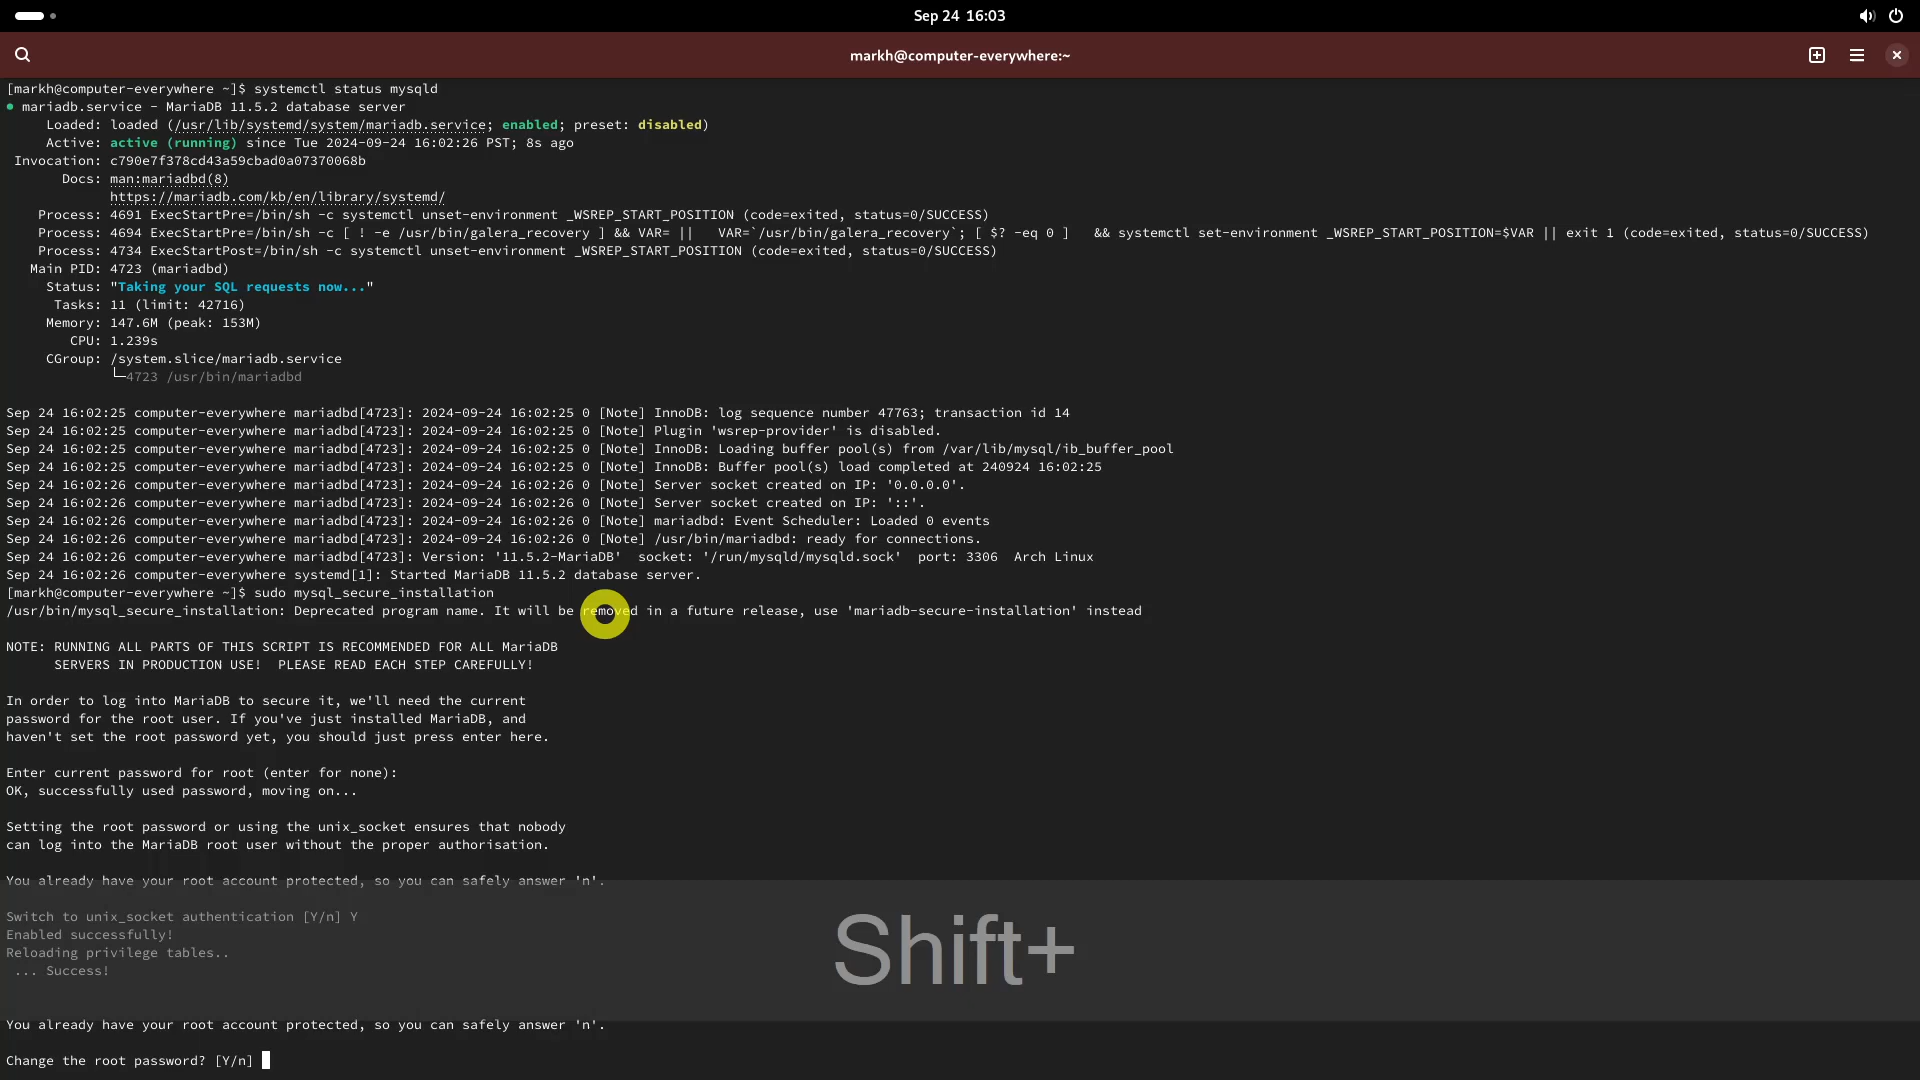 Sep 24  16:03
markh@computer-everywhere:~
[markh@computer-everywhere ~]$ systemctl status mysqld
● mariadb.service - MariaDB 11.5.2 database server
     Loaded: loaded (/usr/lib/systemd/system/mariadb.service; enabled; preset: disabled)
     Active: active (running) since Tue 2024-09-24 16:02:26 PST; 8s ago
 Invocation: c790e7f378cd43a59cbad0a07370068b
       Docs: man:mariadbd(8)
             https://mariadb.com/kb/en/library/systemd/
    Process: 4691 ExecStartPre=/bin/sh -c systemctl unset-environment _WSREP_START_POSITION (code=exited, status=0/SUCCESS)
    Process: 4694 ExecStartPre=/bin/sh -c [ ! -e /usr/bin/galera_recovery ] && VAR= ||   VAR=`/usr/bin/galera_recovery`; [ $? -eq 0 ]   && systemctl set-environment _WSREP_START_POSITION=$VAR || exit 1 (code=exited, status=0/SUCCESS)
    Process: 4734 ExecStartPost=/bin/sh -c systemctl unset-environment _WSREP_START_POSITION (code=exited, status=0/SUCCESS)
   Main PID: 4723 (mariadbd)
     Status: "Taking your SQL requests now..."
      Tasks: 11 (limit: 42716)
     Memory: 147.6M (peak: 153M)
        CPU: 1.239s
     CGroup: /system.slice/mariadb.service
             └─4723 /usr/bin/mariadbd
Sep 24 16:02:25 computer-everywhere mariadbd[4723]: 2024-09-24 16:02:25 0 [Note] InnoDB: log sequence number 47763; transaction id 14
Sep 24 16:02:25 computer-everywhere mariadbd[4723]: 2024-09-24 16:02:25 0 [Note] Plugin 'wsrep-provider' is disabled.
Sep 24 16:02:25 computer-everywhere mariadbd[4723]: 2024-09-24 16:02:25 0 [Note] InnoDB: Loading buffer pool(s) from /var/lib/mysql/ib_buffer_pool
Sep 24 16:02:25 computer-everywhere mariadbd[4723]: 2024-09-24 16:02:25 0 [Note] InnoDB: Buffer pool(s) load completed at 240924 16:02:25
Sep 24 16:02:26 computer-everywhere mariadbd[4723]: 2024-09-24 16:02:26 0 [Note] Server socket created on IP: '0.0.0.0'.
Sep 24 16:02:26 computer-everywhere mariadbd[4723]: 2024-09-24 16:02:26 0 [Note] Server socket created on IP: '::'.
Sep 24 16:02:26 computer-everywhere mariadbd[4723]: 2024-09-24 16:02:26 0 [Note] mariadbd: Event Scheduler: Loaded 0 events
Sep 24 16:02:26 computer-everywhere mariadbd[4723]: 2024-09-24 16:02:26 0 [Note] /usr/bin/mariadbd: ready for connections.
Sep 24 16:02:26 computer-everywhere mariadbd[4723]: Version: '11.5.2-MariaDB'  socket: '/run/mysqld/mysqld.sock'  port: 3306  Arch Linux
Sep 24 16:02:26 computer-everywhere systemd[1]: Started MariaDB 11.5.2 database server.
[markh@computer-everywhere ~]$ sudo mysql_secure_installation
/usr/bin/mysql_secure_installation: Deprecated program name. It will be removed in a future release, use 'mariadb-secure-installation' instead
NOTE: RUNNING ALL PARTS OF THIS SCRIPT IS RECOMMENDED FOR ALL MariaDB
      SERVERS IN PRODUCTION USE!  PLEASE READ EACH STEP CAREFULLY!
In order to log into MariaDB to secure it, we'll need the current
password for the root user. If you've just installed MariaDB, and
haven't set the root password yet, you should just press enter here.
Enter current password for root (enter for none):
OK, successfully used password, moving on...
Setting the root password or using the unix_socket ensures that nobody
can log into the MariaDB root user without the proper authorisation.
You already have your root account protected, so you can safely answer 'n'.
Switch to unix_socket authentication [Y/n] Y
Enabled successfully!
Reloading privilege tables..
 ... Success!
Shift+
You already have your root account protected, so you can safely answer 'n'.
Change the root password? [Y/n]